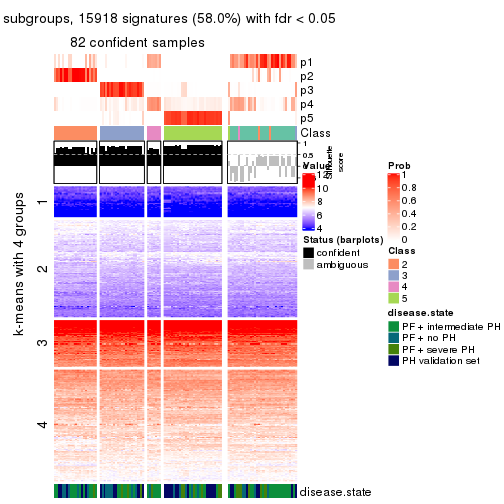 subgroups, 15918 signatures (58.0%) with fdr < 0.05
82 confident samples
p1
p2
p3
p4
p5
Class
1
0.5
0
silhouette
score
k-means with 4 groups
1
2
3
4
Value
12
10
8
6
4
Status (barplots)
confident
ambiguous
Prob
1
0.8
0.6
0.4
0.2
0
Class
2
3
4
5
disease.state
PF + intermediate PH
PF + no PH
PF + severe PH
PH validation set
disease.state